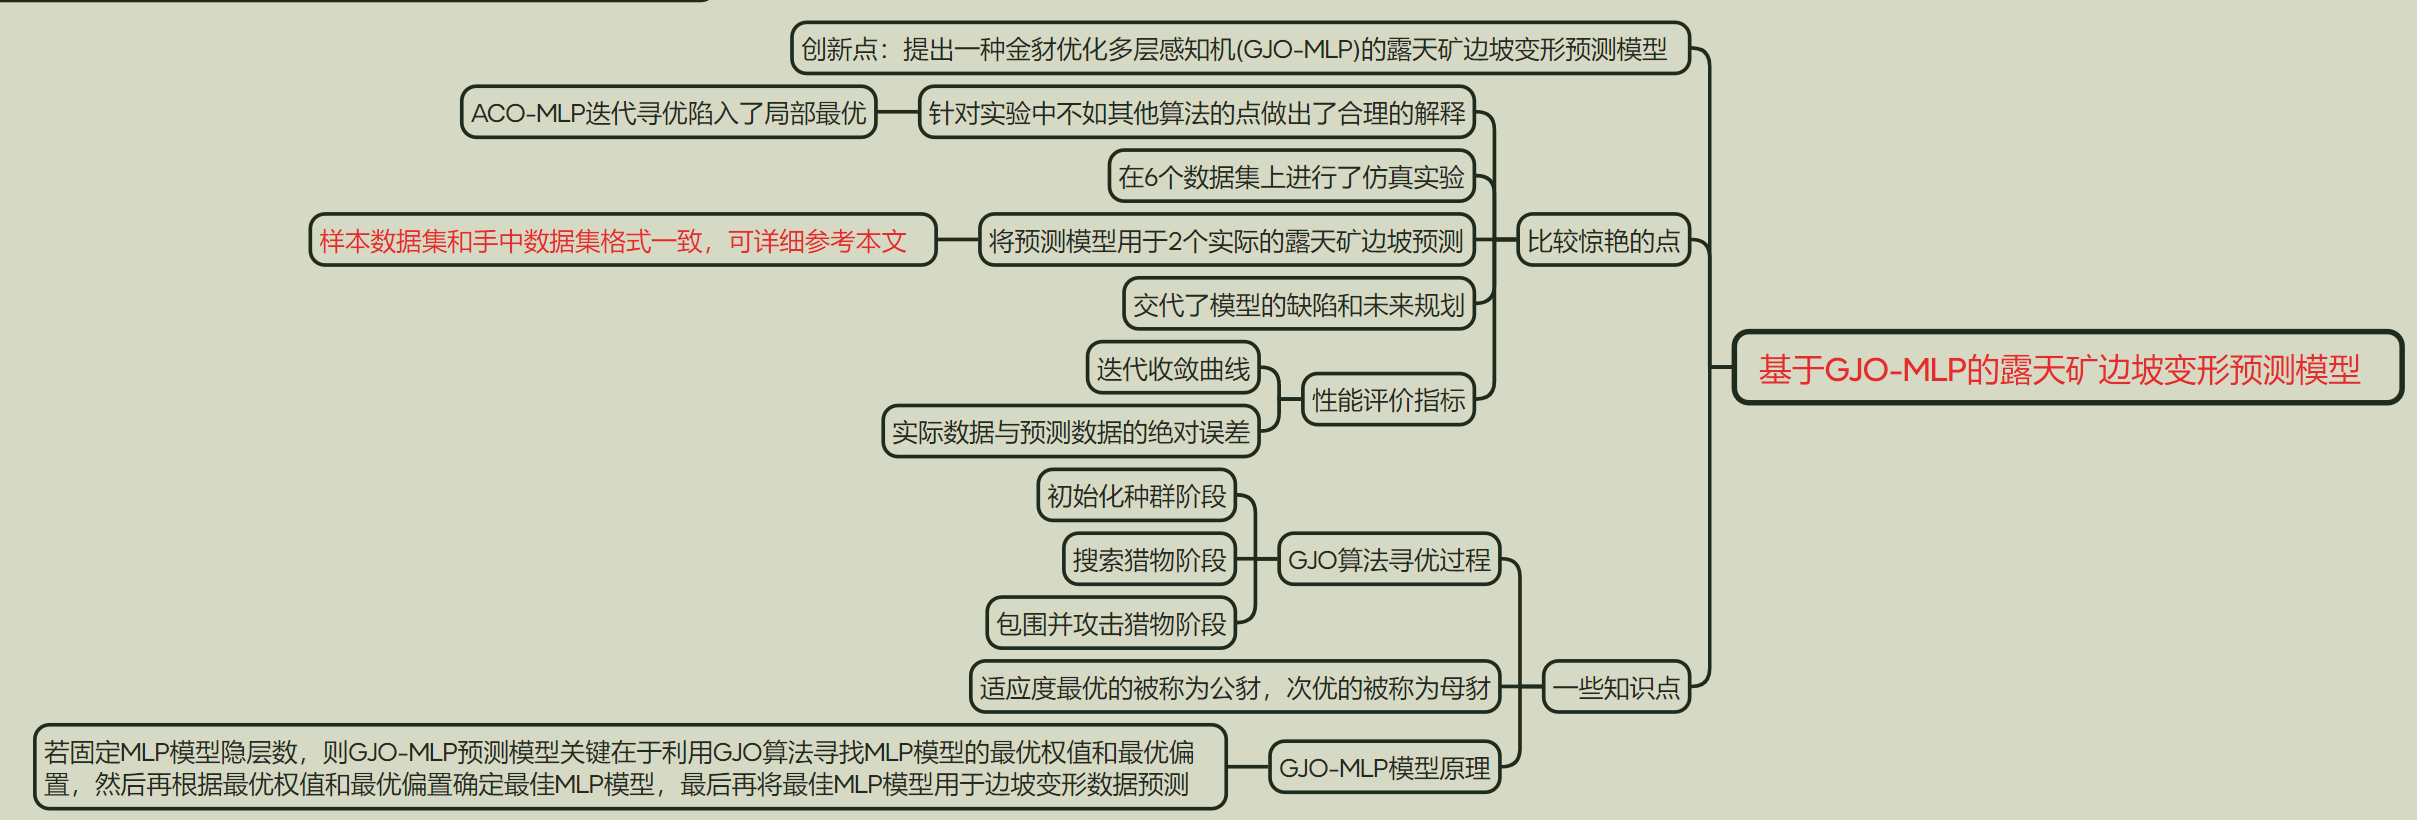 创新点：提出一种金豺优化多层感知机(GJO-MLP)的露天矿边坡变形预测模型
ACO-MLP迭代寻优陷入了局部最优
针对实验中不如其他算法的点做出了合理的解释
在6个数据集上进行了仿真实验
样本数据集和手中数据集格式一致，可详细参考本文
将预测模型用于2个实际的露天矿边坡预测
比较惊艳的点
交代了模型的缺陷和未来规划
迭代收敛曲线
性能评价指标
实际数据与预测数据的绝对误差
基于GJO-MLP的露天矿边坡变形预测模型
初始化种群阶段
搜索猎物阶段
GJO算法寻优过程
包围并攻击猎物阶段
适应度最优的被称为公豺，次优的被称为母豺
一些知识点
若固定MLP模型隐层数，则GJO-MLP预测模型关键在于利用GJO算法寻找MLP模型的最优权值和最优偏
置，然后再根据最优权值和最优偏置确定最佳MLP模型，最后再将最佳MLP模型用于边坡变形数据预测
GJO-MLP模型原理